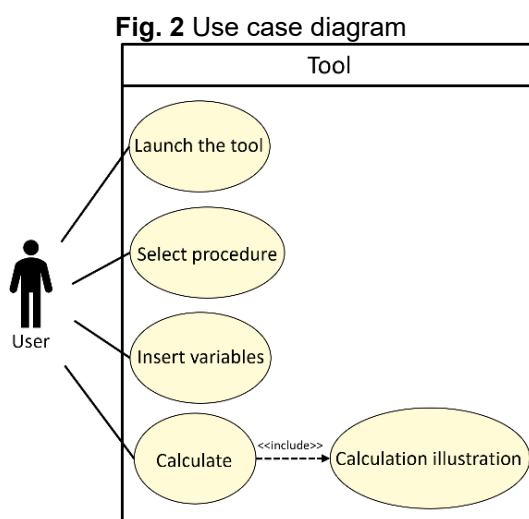 Fig. 2 Use case diagram
Tool
Launch the tool
Select procedure
User
Insert variables
<<include>>
Calculate
Calculation illustration